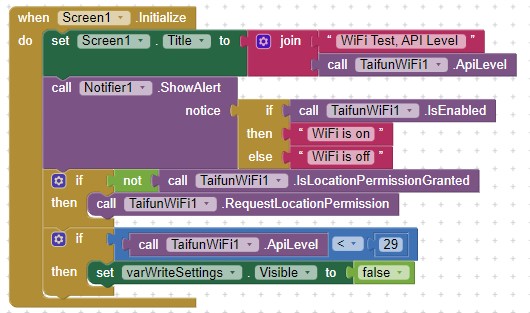 when Screen1 .Initialize
do set Screen1 . Title to join " WiFi Test, API Level "
call TaifunWiFi1 .ApiLevel
call Notifier1 .ShowAlert
notice if call TaifunWiFi1 .IsEnabled
then " WiFi is on "
else " WiFi is off "
if not call TaifunWiFi1 .IsLocationPermissionGranted
then call TaifunWiFi1 .RequestLocationPermission
if call TaifunWiFi1 .ApiLevel < 29
then set varWriteSettings . Visible to false